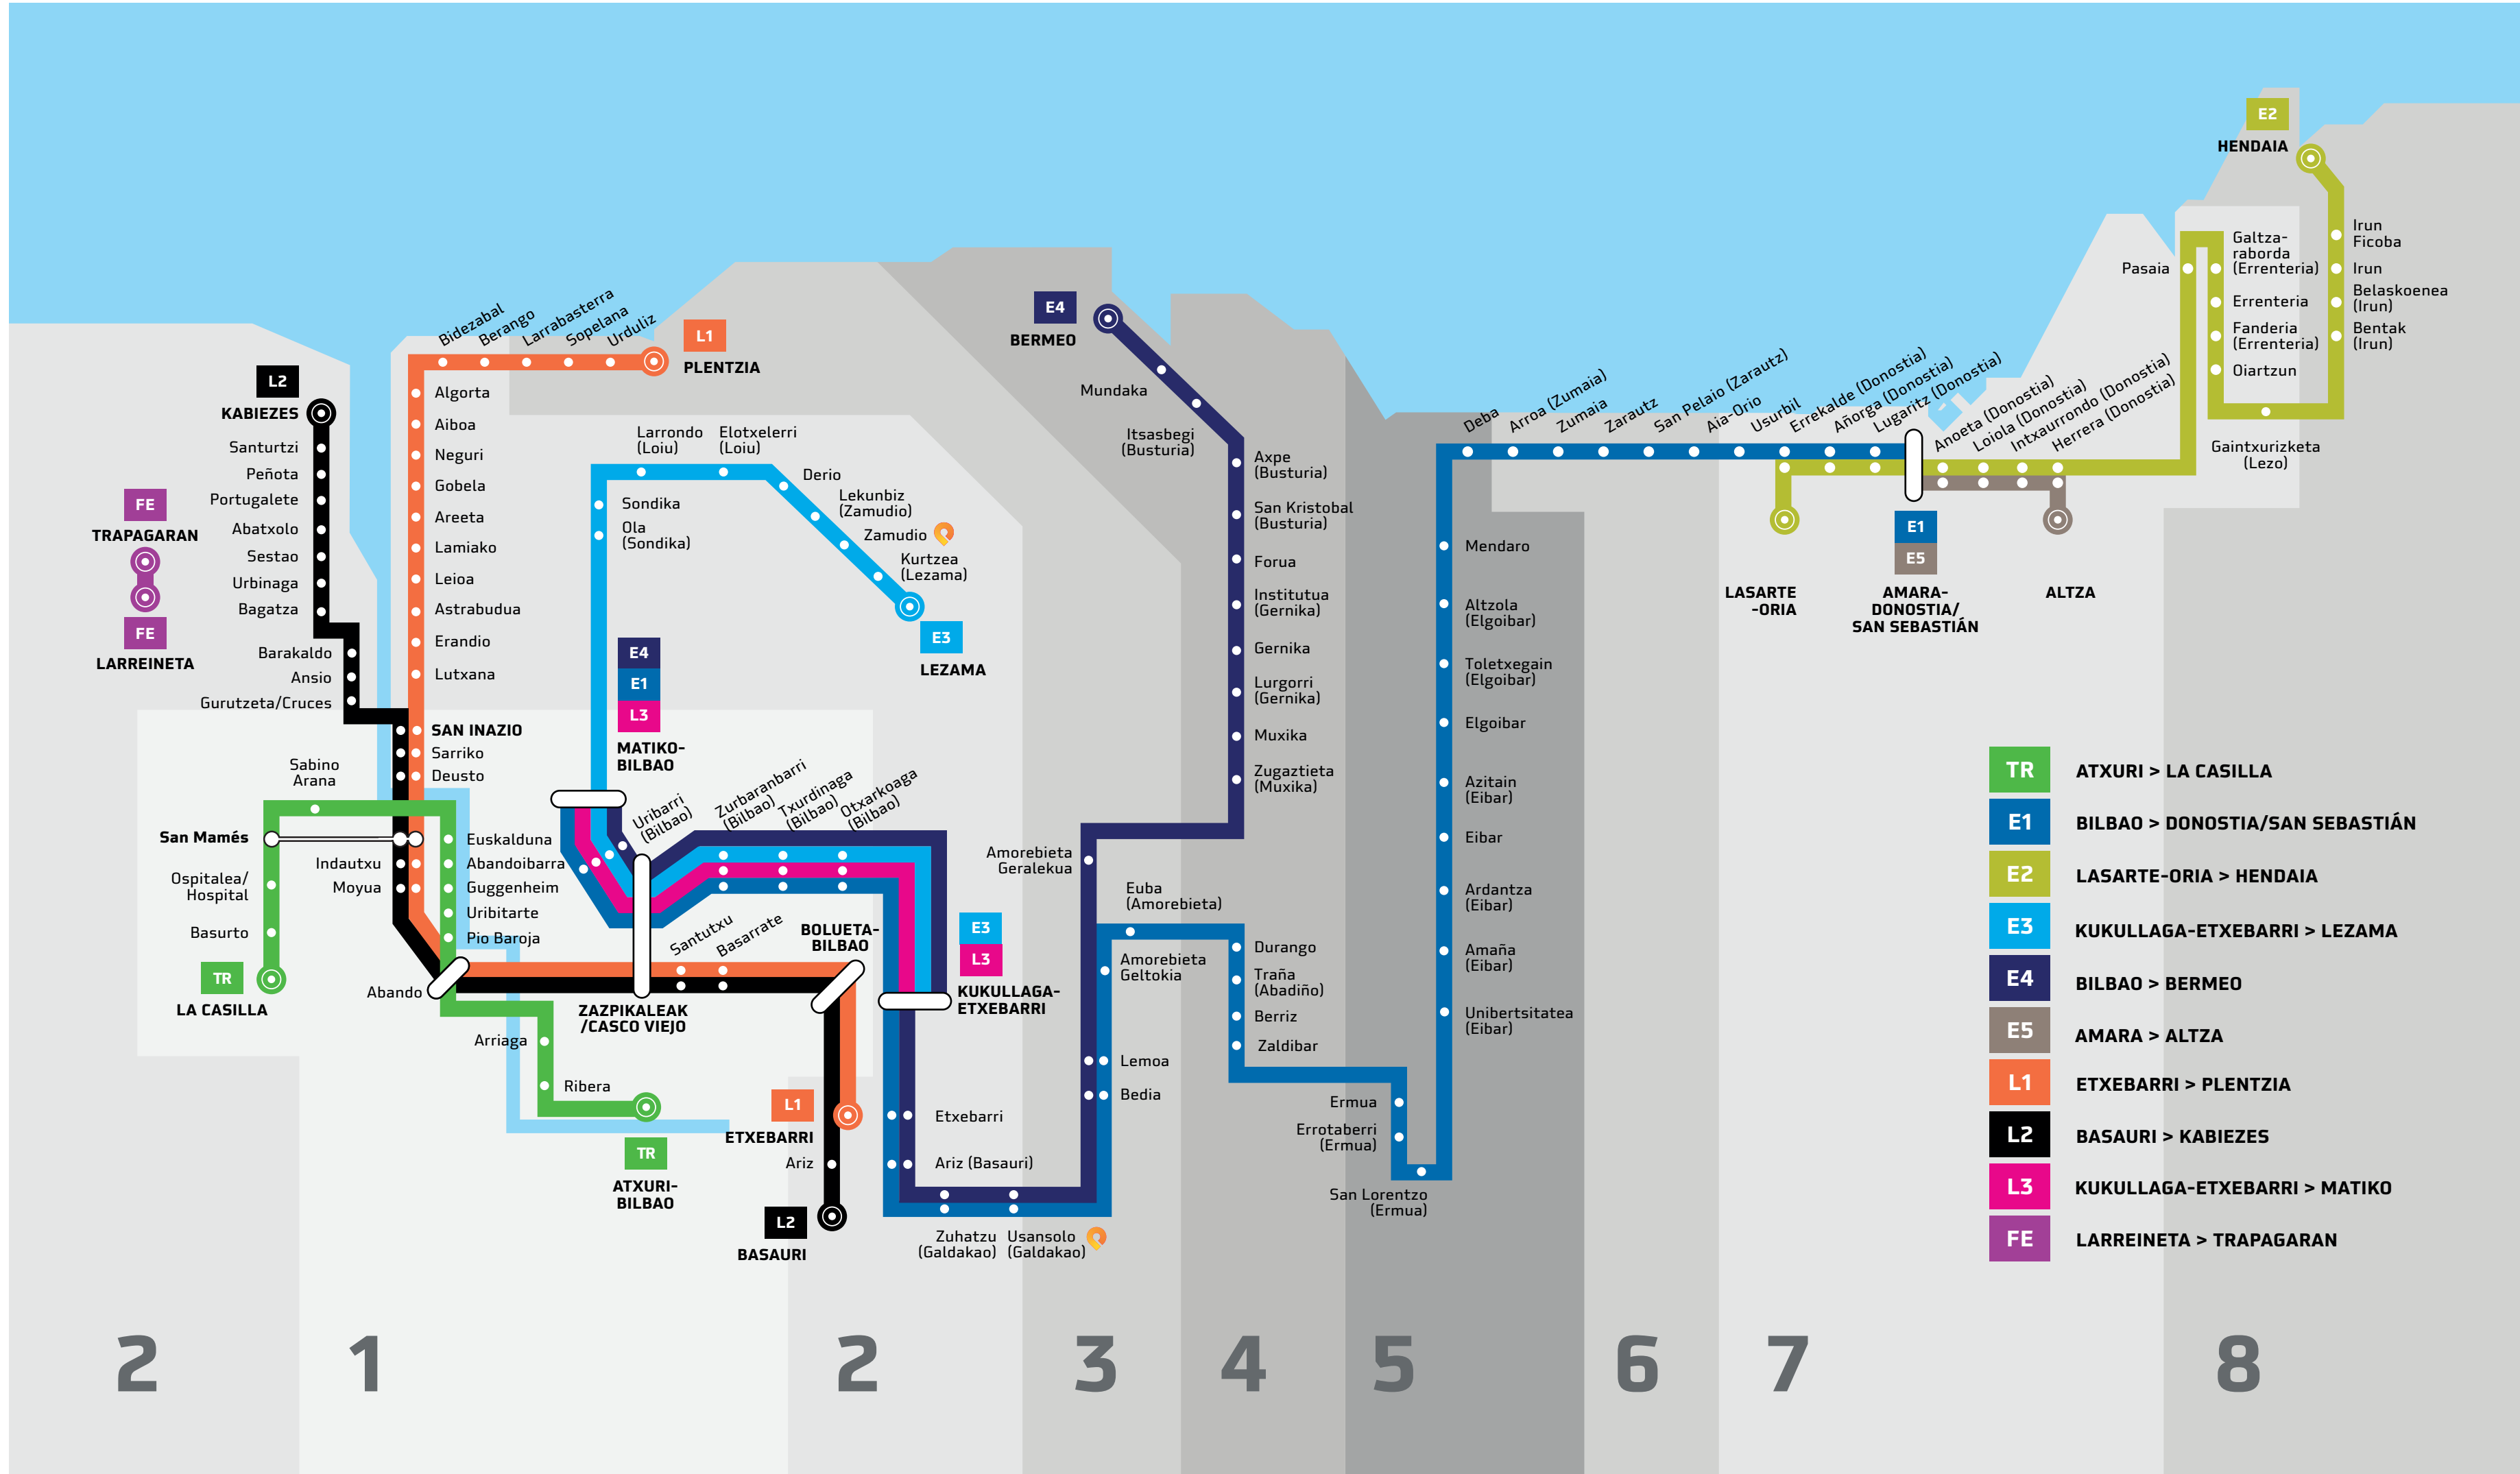 E2
HENDAIA
Irun
Ficoba
Irun
Belaskoenea
(Irun)
Bentak
(Irun)
Galtza-
raborda
(Errenteria)
Pasaia
Errenteria
Fanderia
(Errenteria)
Oiartzun
Gaintxurizketa
(Lezo)
Bidezabal
Berango
Larrabasterra
Sopelana
Urduliz
L1
PLENTZIA
E4
BERMEO
Mundaka
Itsasbegi
(Busturia)
Axpe
(Busturia)
San Kristobal
(Busturia)
Forua
Institutua
(Gernika)
Gernika
Lurgorri
(Gernika)
Muxika
Zugaztieta
(Muxika)
L2
KABIEZES
Santurtzi
Peñota
Portugalete
Abatxolo
Sestao
Urbinaga
Bagatza
Barakaldo
Ansio
Gurutzeta/Cruces
FE
TRAPAGARAN
FE
LARREINETA
Algorta
Aiboa
Neguri
Gobela
Areeta
Lamiako
Leioa
Astrabudua
Erandio
Lutxana
SAN INAZIO
Sarriko
Deusto
Larrondo
(Loiu)
Elotxelerri
(Loiu)
Derio
Lekunbiz
(Zamudio)
Zamudio
Kurtzea
(Lezama)
E3
LEZAMA
Sondika
Ola
(Sondika)
E4
E1
L3
MATIKO-
BILBAO
Uribarri
(Bilbao)
Zurbaranbarri
(Bilbao)
Txurdinaga
(Bilbao)
Otxarkoaga
(Bilbao)
Sabino
Arana
San Mamés
Ospitalea/
Hospital
Basurto
TR
LA CASILLA
Indautxu
Moyua
Euskalduna
Abandoibarra
Guggenheim
Uribitarte
Pio Baroja
Abando
Arriaga
Ribera
TR
ATXURI-
BILBAO
Santutxu
Basarrate
ZAZPIKALEAK
/CASCO VIEJO
BOLUETA-
BILBAO
E3
L3
KUKULLAGA-
ETXEBARRI
L1
ETXEBARRI
Ariz
L2
BASAURI
Etxebarri
Ariz (Basauri)
Zuhatzu
(Galdakao)
Usansolo
(Galdakao)
Amorebieta
Geralekua
Euba
(Amorebieta)
Amorebieta
Geltokia
Lemoa
Bedia
Durango
Traña
(Abadiño)
Berriz
Zaldibar
Ermua
Errotaberri
(Ermua)
San Lorentzo
(Ermua)
Deba
Arroa (Zumaia)
Zumaia
Zarautz
San Pelaio (Zarautz)
Aia-Orio
Usurbil
Errekalde (Donostia)
Añorga (Donostia)
Lugaritz (Donostia)
Anoeta (Donostia)
Loiola (Donostia)
Intxaurrondo (Donostia)
Herrera (Donostia)
Mendaro
Altzola
(Elgoibar)
Toletxegain
(Elgoibar)
Elgoibar
Azitain
(Eibar)
Eibar
Ardantza
(Eibar)
Amaña
(Eibar)
Unibertsitatea
(Eibar)
LASARTE
-ORIA
E1
E5
AMARA-
DONOSTIA/
SAN SEBASTIÁN
ALTZA
TR ATXURI > LA CASILLA
E1 BILBAO > DONOSTIA/SAN SEBASTIÁN
E2 LASARTE-ORIA > HENDAIA
E3 KUKULLAGA-ETXEBARRI > LEZAMA
E4 BILBAO > BERMEO
E5 AMARA > ALTZA
L1 ETXEBARRI > PLENTZIA
L2 BASAURI > KABIEZES
L3 KUKULLAGA-ETXEBARRI > MATIKO
FE LARREINETA > TRAPAGARAN
2 1 2 3 4 5 6 7 8